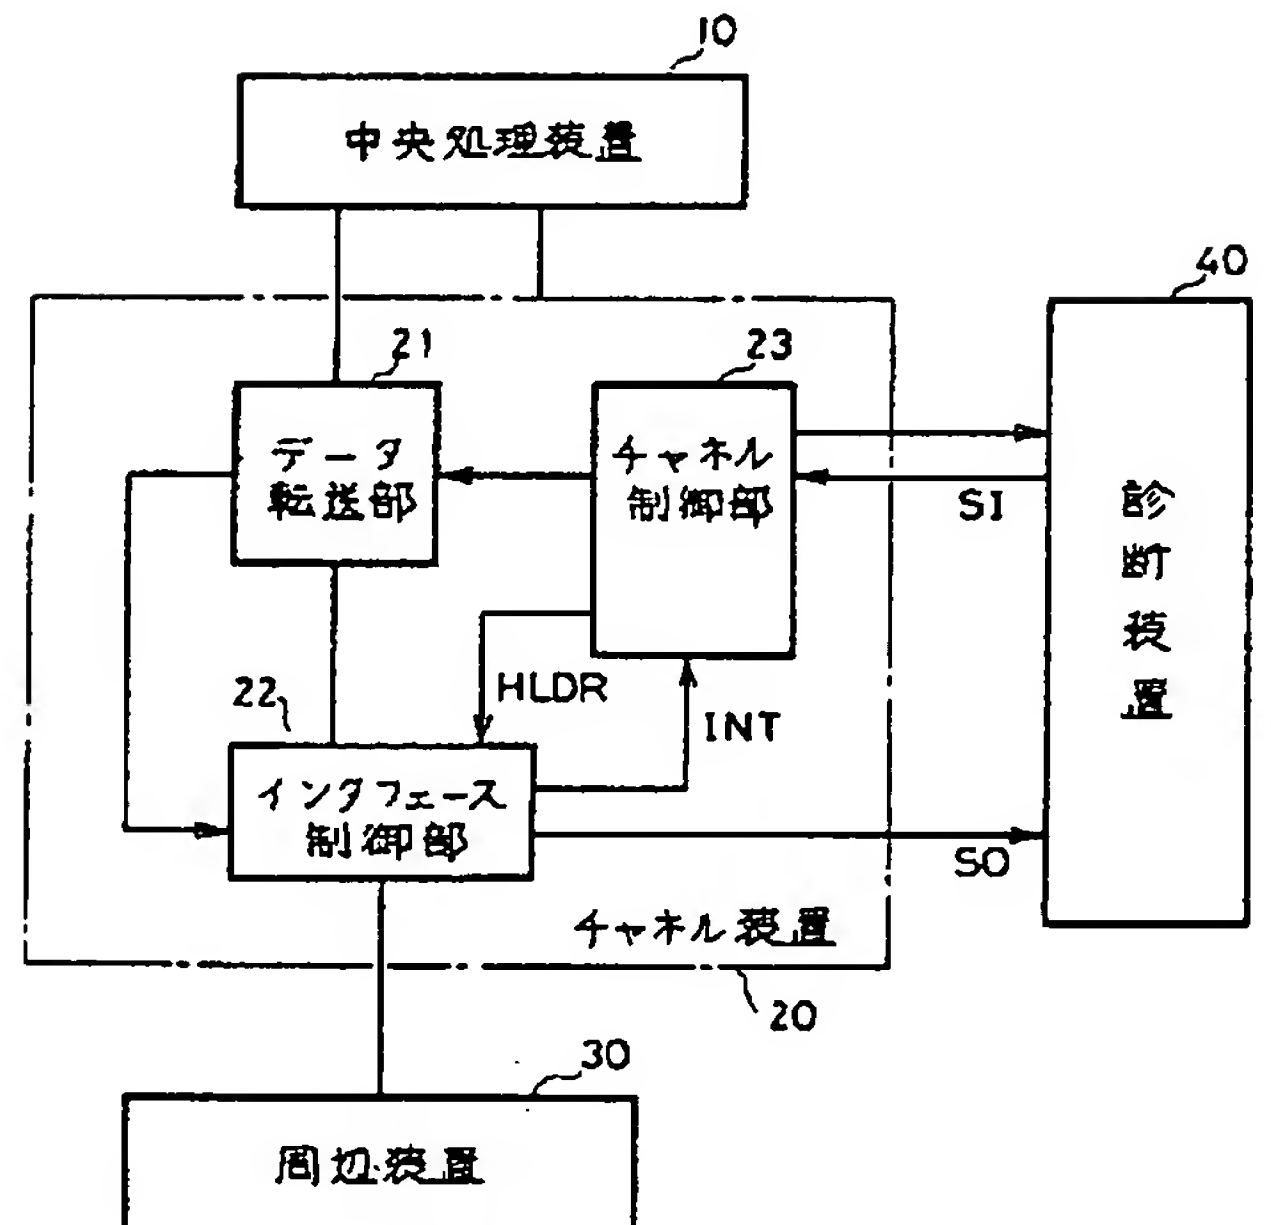 10
中央処理装置
40
21
23
データ
転送部
チャネル
制御部
SI
診断装置
HLDR
INT
22
インタフェース
制御部
SO
チャネル装置
20
30
周辺装置